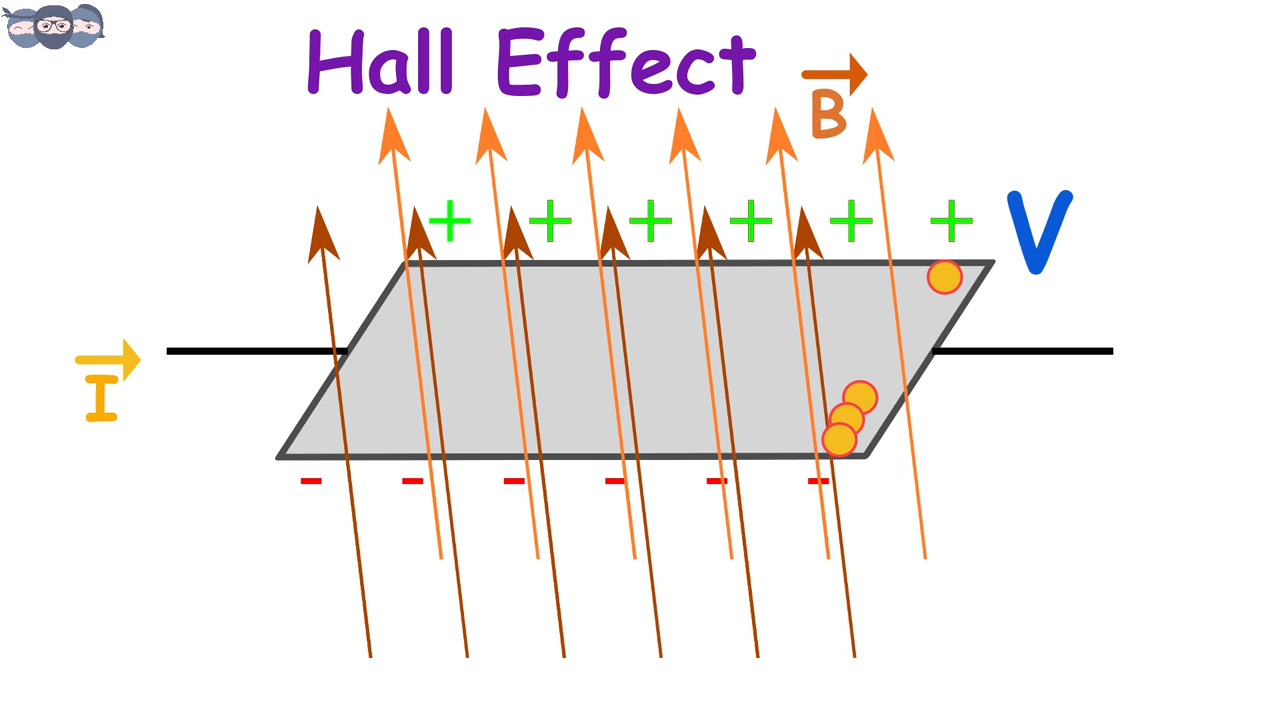 Hall Effect
B
+ + + + + +
V
I
- - - - - -